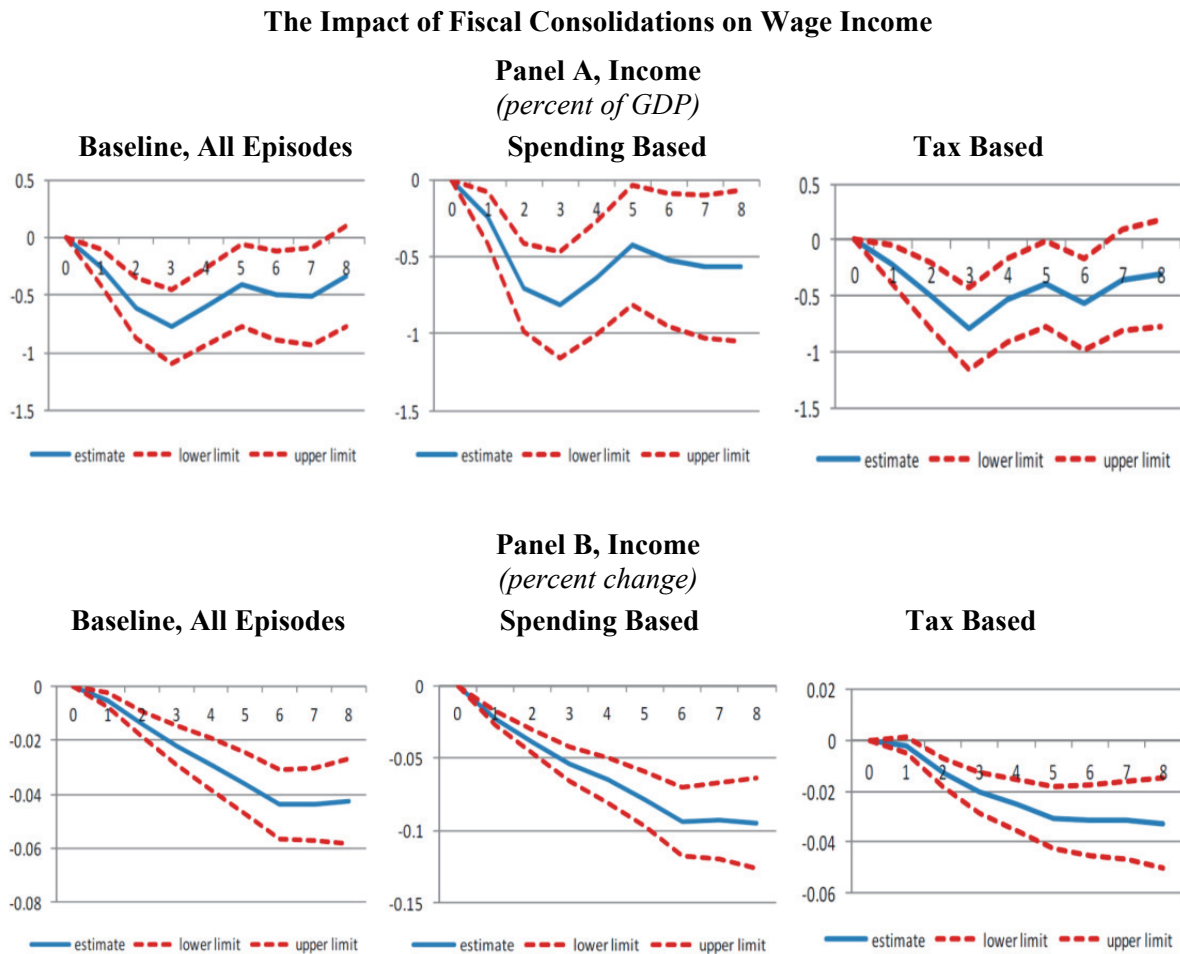 The Impact of Fiscal Consolidations on Wage Income
Panel A, Income
(percent of GDP)
Baseline, All Episodes
Spending Based
Tax Based
0.5
0
-0.5
-1
-1.5
0 1 2 3 4 5 6 7 8
estimate lower limit upper limit
0
-0.5
-1
-1.5
0 1 2 3 4 5 6 7 8
estimate lower limit upper limit
0.5
0
-0.5
-1
-1.5
0 1 2 3 4 5 6 7 8
estimate lower limit upper limit
Panel B, Income
(percent change)
Baseline, All Episodes
Spending Based
Tax Based
0
-0.02
-0.04
-0.06
-0.08
0 1 2 3 4 5 6 7 8
estimate lower limit upper limit
0
-0.05
-0.1
-0.15
0 1 2 3 4 5 6 7 8
estimate lower limit upper limit
0.02
0
-0.02
-0.04
-0.06
0 1 2 3 4 5 6 7 8
estimate lower limit upper limit